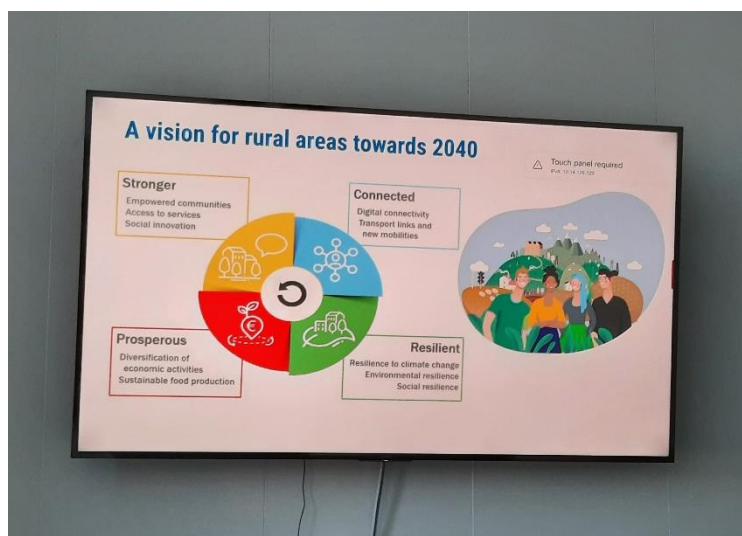 A vision for rural areas towards 2040
Touch panel required
Stronger
Empowered communities
Access to services
Social innovation
Connected
Digital connectivity
Transport links and
new mobilities
Prosperous
Diversification of
economic activities
Sustainable food production
Resilient
Resilience to climate change
Environmental resilience
Social resilience
€